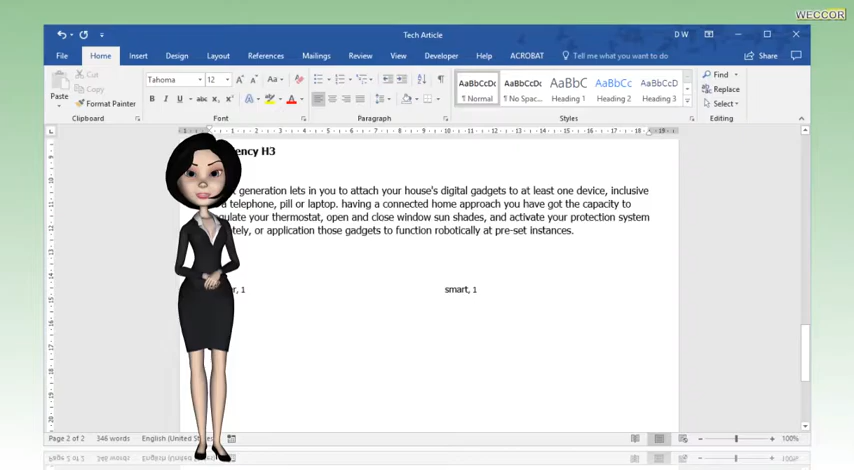 WECCOR
Tech Article
D W
File Home Insert Design Layout References Mailings Review View Developer Help ACROBAT Tell me what you want to do Share
Cut
Copy
Paste
Format Painter
Tahoma 12
AaBbCcDc AaBbCcDc AaBbC AaBbCc AaBbCcD
¶ Normal ¶ No Spac... Heading 1 Heading 2 Heading 3
Find
Replace
Select
Clipboard Font Paragraph Styles Editing
H3
generation lets in you to attach your house's digital gadgets to at least one device, inclusive
telephone, pill or laptop. having a connected home approach you have got the capacity to
your thermostat, open and close window sun shades, and activate your protection system
or application those gadgets to function robotically at pre-set instances.
, 1 smart, 1
Page 2 of 2 346 words English (United 100%